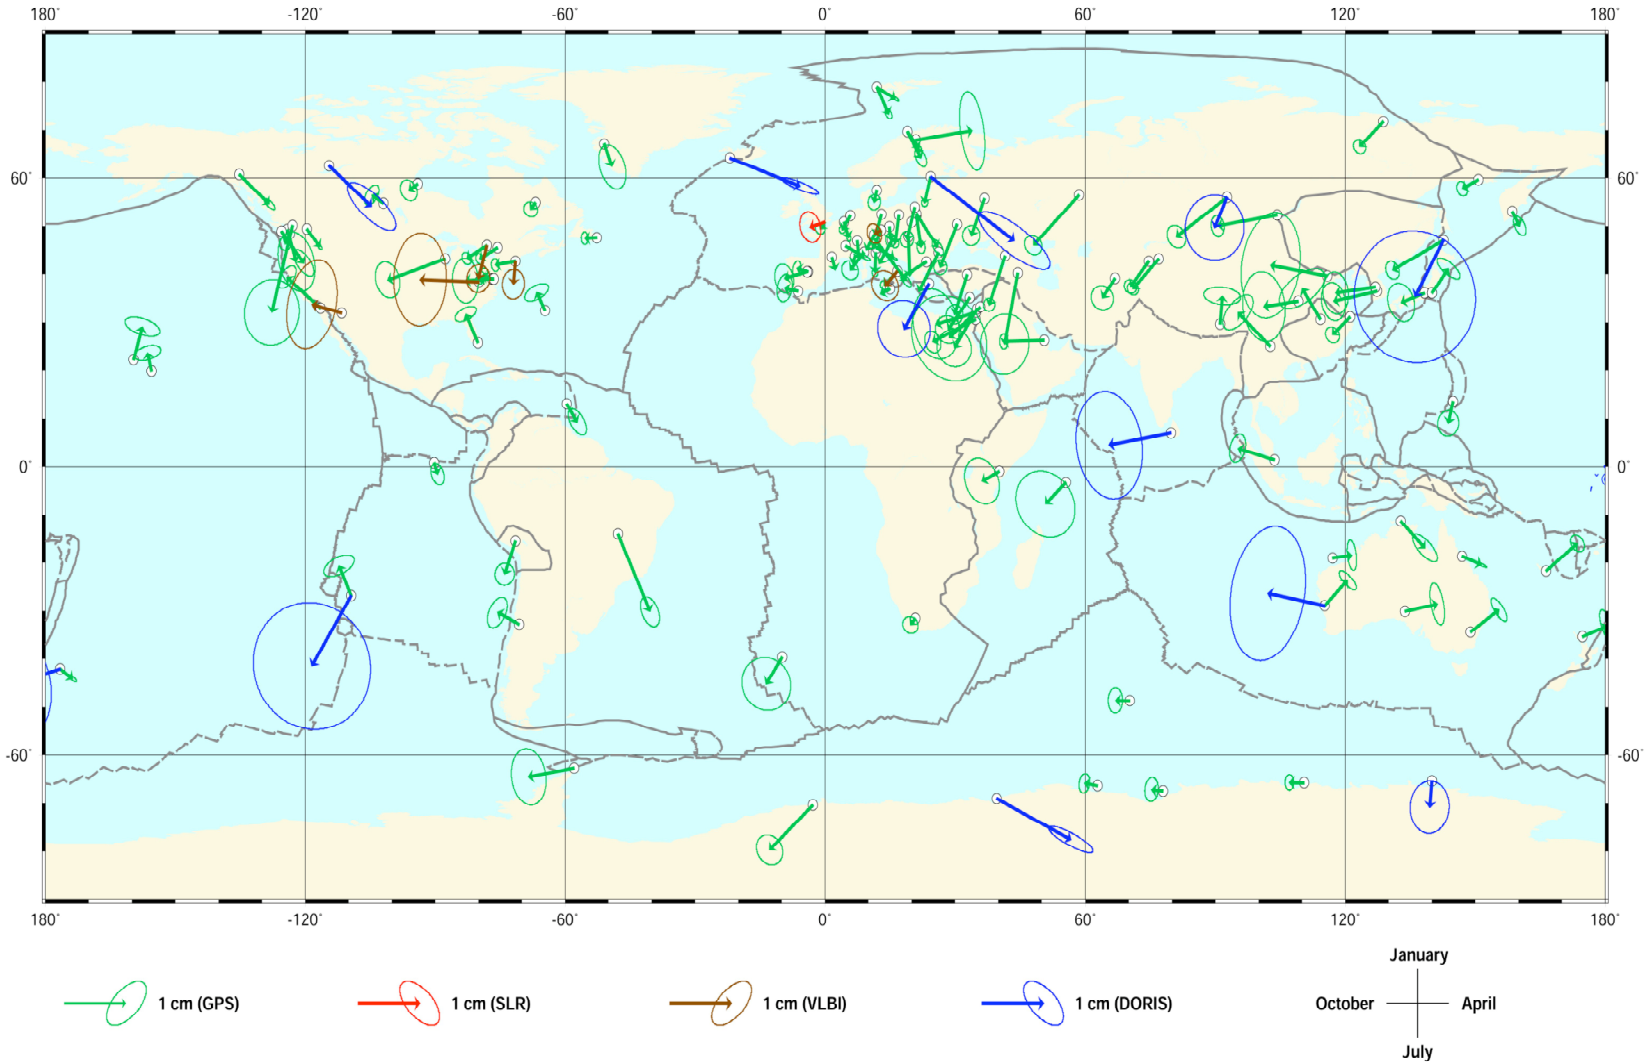 180° -120° -60° 0° 60° 120° 180°
60° 60°
0° 0°
-60° -60°
180° -120° -60° 0° 60° 120° 180°
January
1 cm (GPS) 1 cm (SLR) 1 cm (VLBI) 1 cm (DORIS) October April
July